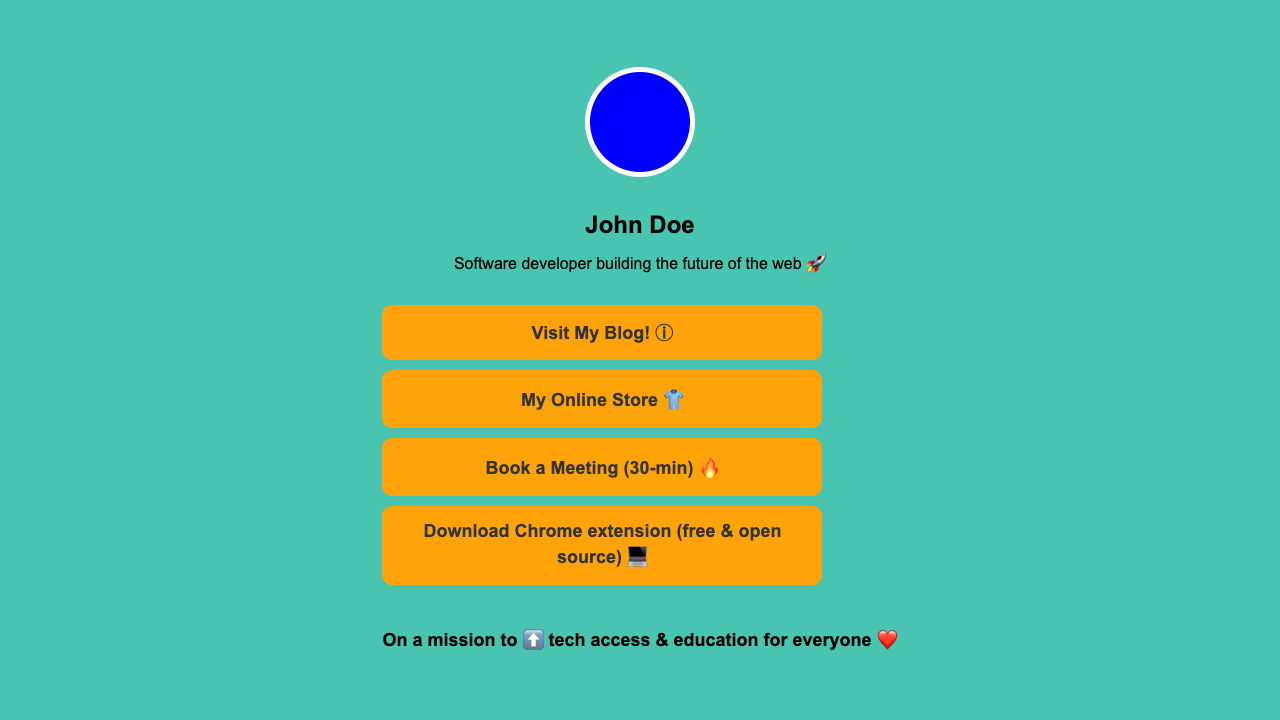 John Doe
Software developer building the future of the web 🚀
Visit My Blog! ⓘ
My Online Store 👕
Book a Meeting (30-min) 🔥
Download Chrome extension (free & open
source) 💻
On a mission to ⬆️ tech access & education for everyone ❤️